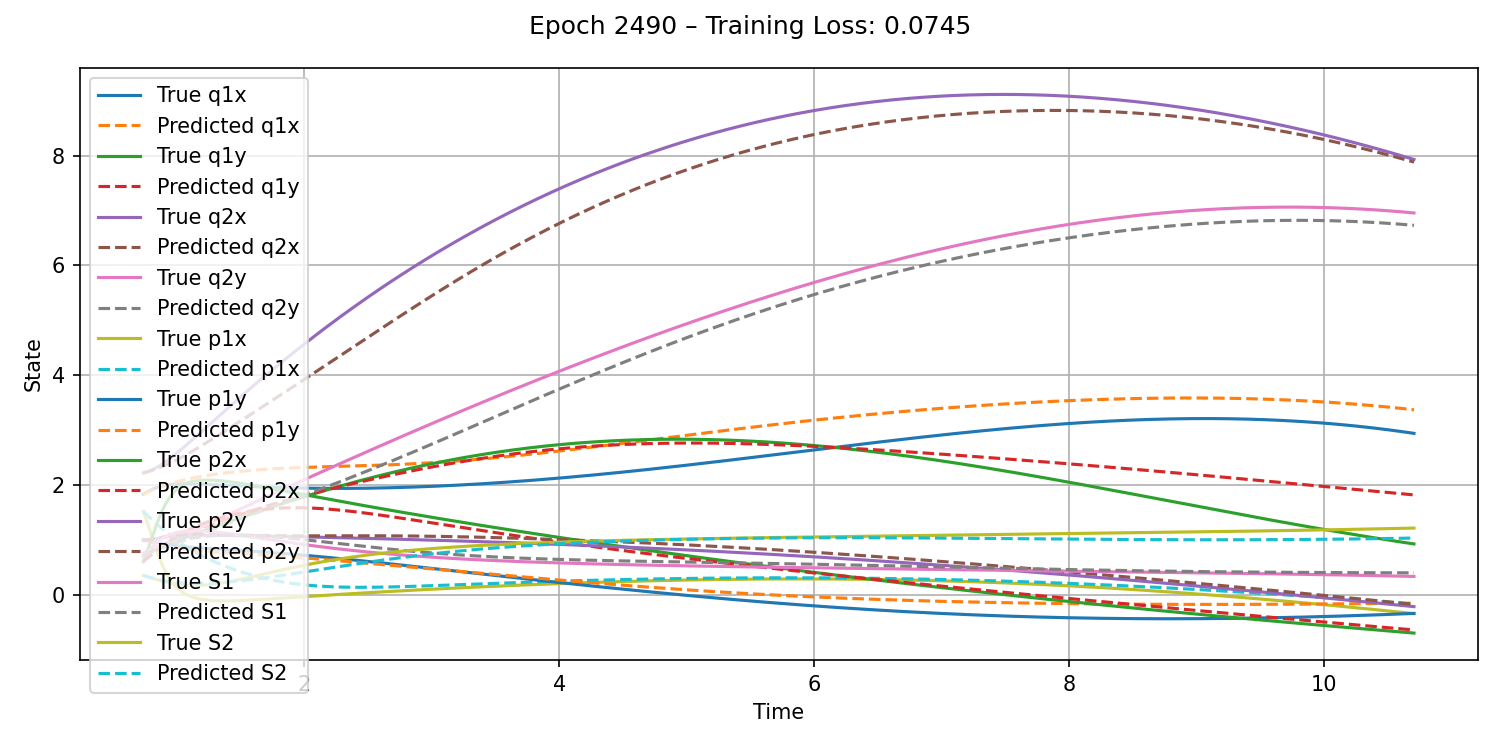 Epoch 2490 – Training Loss: 0.0745
True q1x
Predicted q1x
True q1y
Predicted q1y
True q2x
Predicted q2x
True q2y
Predicted q2y
True p1x
Predicted p1x
True p1y
Predicted p1y
True p2x
Predicted p2x
True p2y
Predicted p2y
True S1
Predicted S1
True S2
Predicted S2
State
8
6
4
2
0
2
4
6
8
10
Time